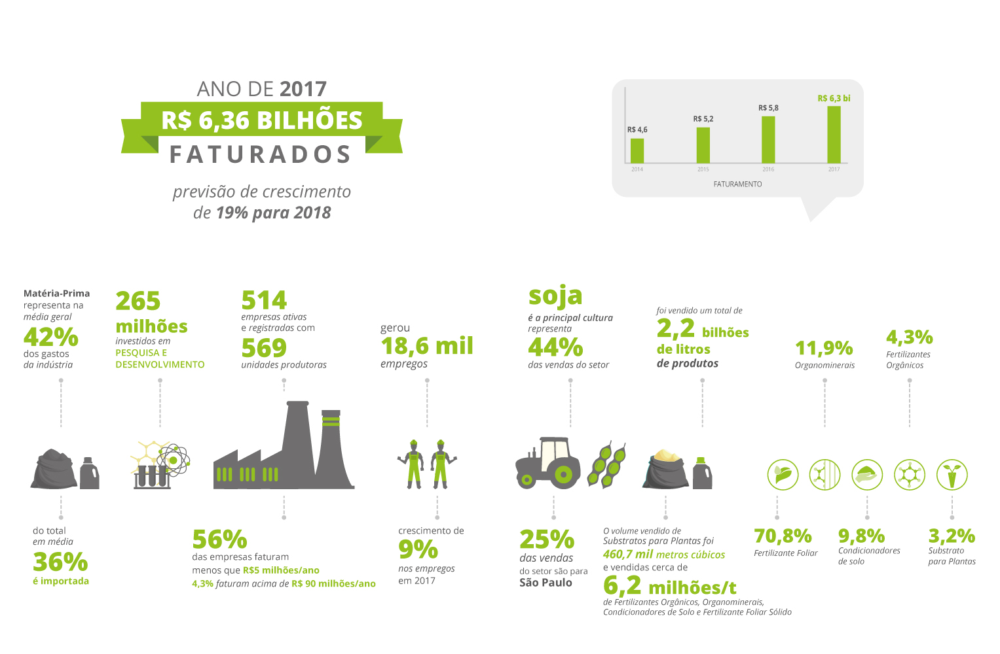 ANO DE 2017
R$ 6,36 BILHÕES
FATURADOS
previsão de crescimento
de 19% para 2018
R$ 4,6
R$ 5,2
R$ 5,8
R$ 6,3 bi
2014
2015
2016
2017
FATURAMENTO
Matéria-Prima
representa na
média geral
42%
dos gastos
da indústria
265
milhões
investidos em
PESQUISA E
DESENVOLVIMENTO
514
empresas ativas
e registradas com
569
unidades produtoras
gerou
18,6 mil
empregos
soja
é a principal cultura
representa
44%
das vendas do setor
foi vendido um total de
2,2 bilhões
de litros
de produtos
11,9%
Organominerais
4,3%
Fertilizantes
Orgânicos
do total
em média
36%
é importada
56%
das empresas faturam
menos que R$5 milhões/ano
4,3% faturam acima de R$ 90 milhões/ano
crescimento de
9%
nos empregos
em 2017
25%
das vendas
do setor são para
São Paulo
O volume vendido de
Substratos para Plantas foi
460,7 mil metros cúbicos
e vendidas cerca de
6,2 milhões/t
de Fertilizantes Orgânicos, Organominerais,
Condicionadores de Solo e Fertilizante Foliar Sólido
70,8%
Fertilizante Foliar
9,8%
Condicionadores
de solo
3,2%
Substrato
para Plantas